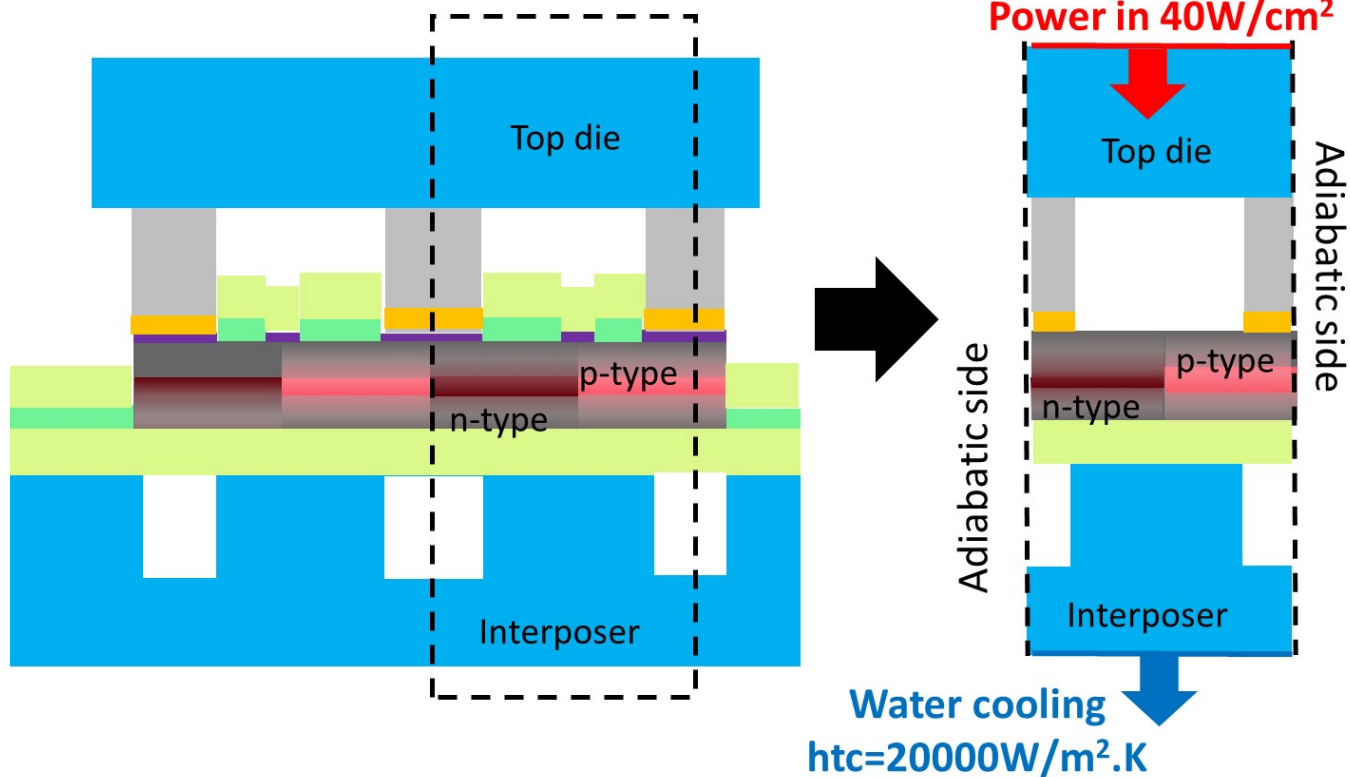 Power in 40W/cm²
Top die
Top die
Adiabatic side
p-type
n-type
p-type
n-type
Adiabatic side
Interposer
Interposer
Water cooling
htc=20000W/m².K